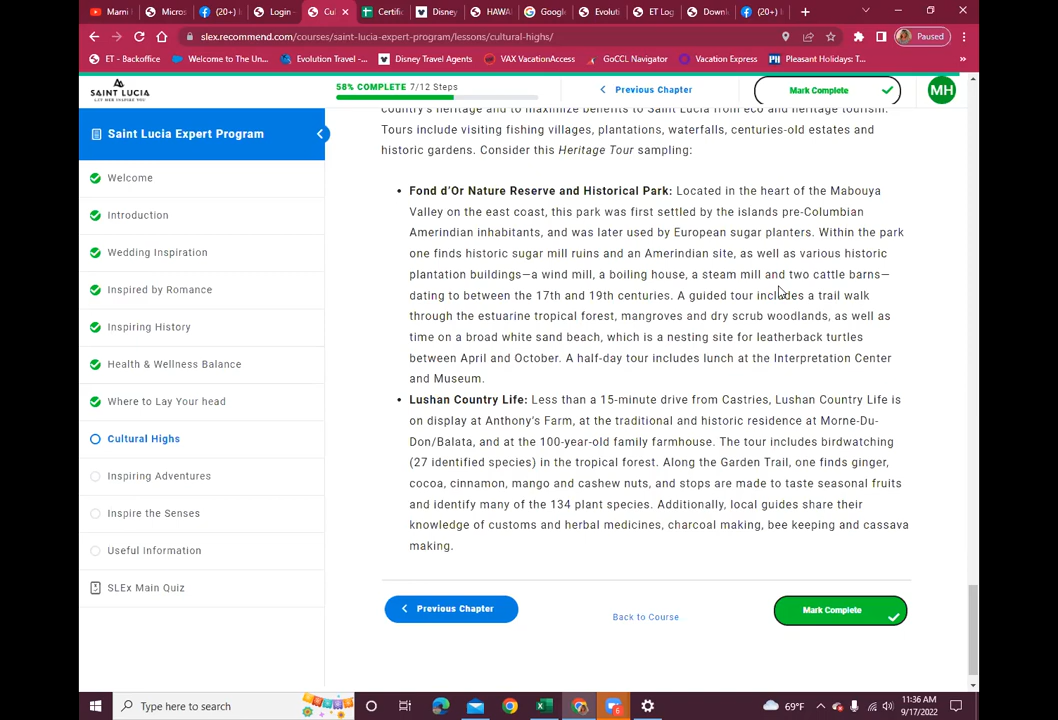 Marni
Micros
(20+)
Login -
Cul
Certific
Disney
HAWAI
Google
Evoluti
ET Log
Downl
(20+)
slex.recommend.com/courses/saint-lucia-expert-program/lessons/cultural-highs/
Paused
ET - Backoffice
Welcome to The Un...
Evolution Travel -...
Disney Travel Agents
VAX VacationAccess
GoCCL Navigator
Vacation Express
Pleasant Holidays: T...
SAINT LUCIA
LET HER INSPIRE YOU
58% COMPLETE 7/12 Steps
Previous Chapter
Mark Complete
MH
Saint Lucia Expert Program
Welcome
Introduction
Wedding Inspiration
Inspired by Romance
Inspiring History
Health & Wellness Balance
Where to Lay Your head
Cultural Highs
Inspiring Adventures
Inspire the Senses
Useful Information
SLEx Main Quiz
country's heritage and to maximize benefits to Saint Lucia from eco and heritage tourism.
Tours include visiting fishing villages, plantations, waterfalls, centuries-old estates and
historic gardens. Consider this Heritage Tour sampling:
• Fond d'Or Nature Reserve and Historical Park: Located in the heart of the Mabouya
Valley on the east coast, this park was first settled by the islands pre-Columbian
Amerindian inhabitants, and was later used by European sugar planters. Within the park
one finds historic sugar mill ruins and an Amerindian site, as well as various historic
plantation buildings—a wind mill, a boiling house, a steam mill and two cattle barns—
dating to between the 17th and 19th centuries. A guided tour includes a trail walk
through the estuarine tropical forest, mangroves and dry scrub woodlands, as well as
time on a broad white sand beach, which is a nesting site for leatherback turtles
between April and October. A half-day tour includes lunch at the Interpretation Center
and Museum.
• Lushan Country Life: Less than a 15-minute drive from Castries, Lushan Country Life is
on display at Anthony's Farm, at the traditional and historic residence at Morne-Du-
Don/Balata, and at the 100-year-old family farmhouse. The tour includes birdwatching
(27 identified species) in the tropical forest. Along the Garden Trail, one finds ginger,
cocoa, cinnamon, mango and cashew nuts, and stops are made to taste seasonal fruits
and identify many of the 134 plant species. Additionally, local guides share their
knowledge of customs and herbal medicines, charcoal making, bee keeping and cassava
making.
Previous Chapter
Back to Course
Mark Complete
Type here to search
6
69°F
11:36 AM
9/17/2022